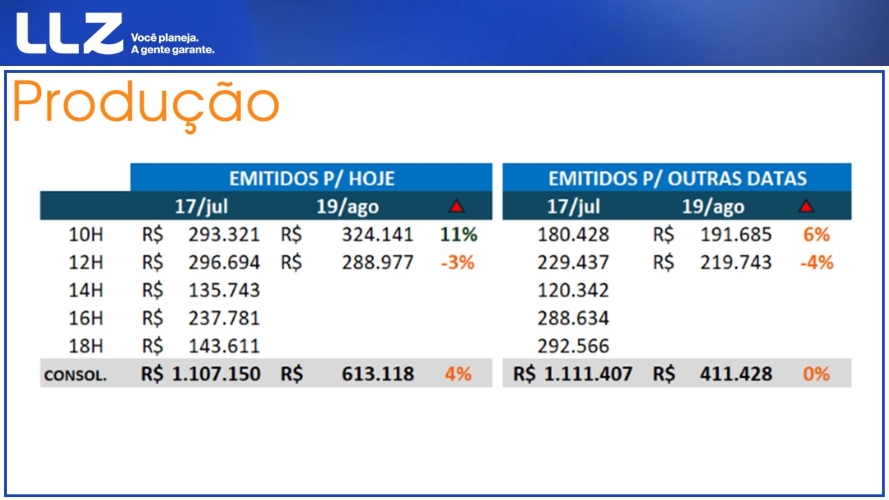 LLZ
Você planeja.
A gente garante.
Produção
EMITIDOS P/ HOJE EMITIDOS P/ OUTRAS DATAS
17/jul 19/ago 17/jul 19/ago
10H R$ 293.321 R$ 324.141 11% 180.428 R$ 191.685 6%
12H R$ 296.694 R$ 288.977 -3% 229.437 R$ 219.743 -4%
14H R$ 135.743 120.342
16H R$ 237.781 288.634
18H R$ 143.611 292.566
CONSOL. R$ 1.107.150 R$ 613.118 4% R$ 1.111.407 R$ 411.428 0%